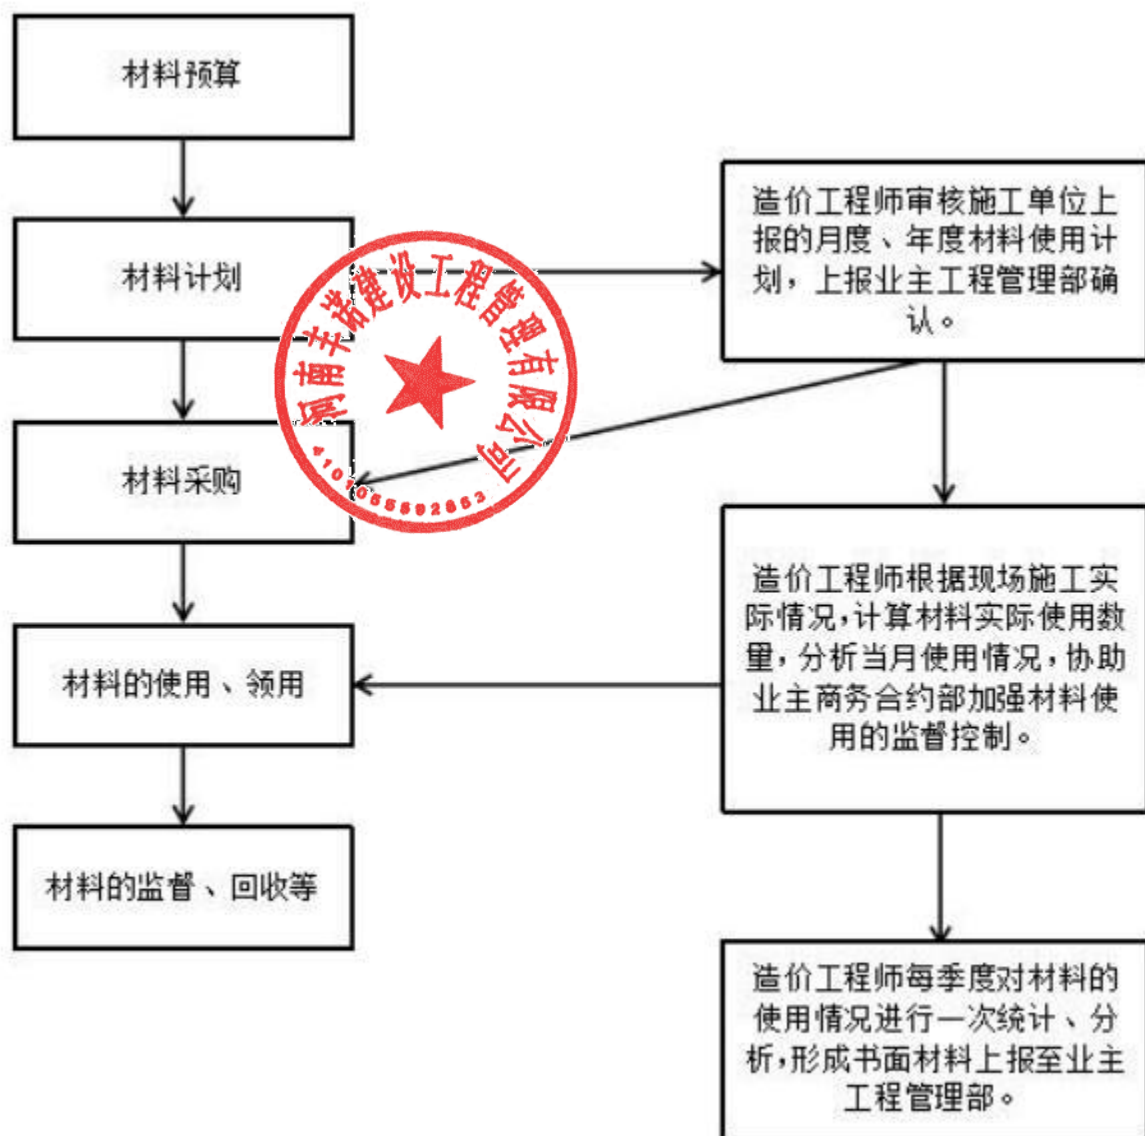 材料预算
造价工程师审核施工单位上
报的月度、年度材料使用计
划，上报业主工程管理部确
认。
材料计划
河南丰诺建设工程管理有限公司
4101055592853
材料采购
造价工程师根据现场施工实
际情况,计算材料实际使用数
量，分析当月使用情况，协助
业主商务合约部加强材料使
用的监督控制。
材料的使用、领用
材料的监督、回收等
造价工程师每季度对材料的
使用情况进行一次统计、分
析,形成书面材料上报至业主
工程管理部。